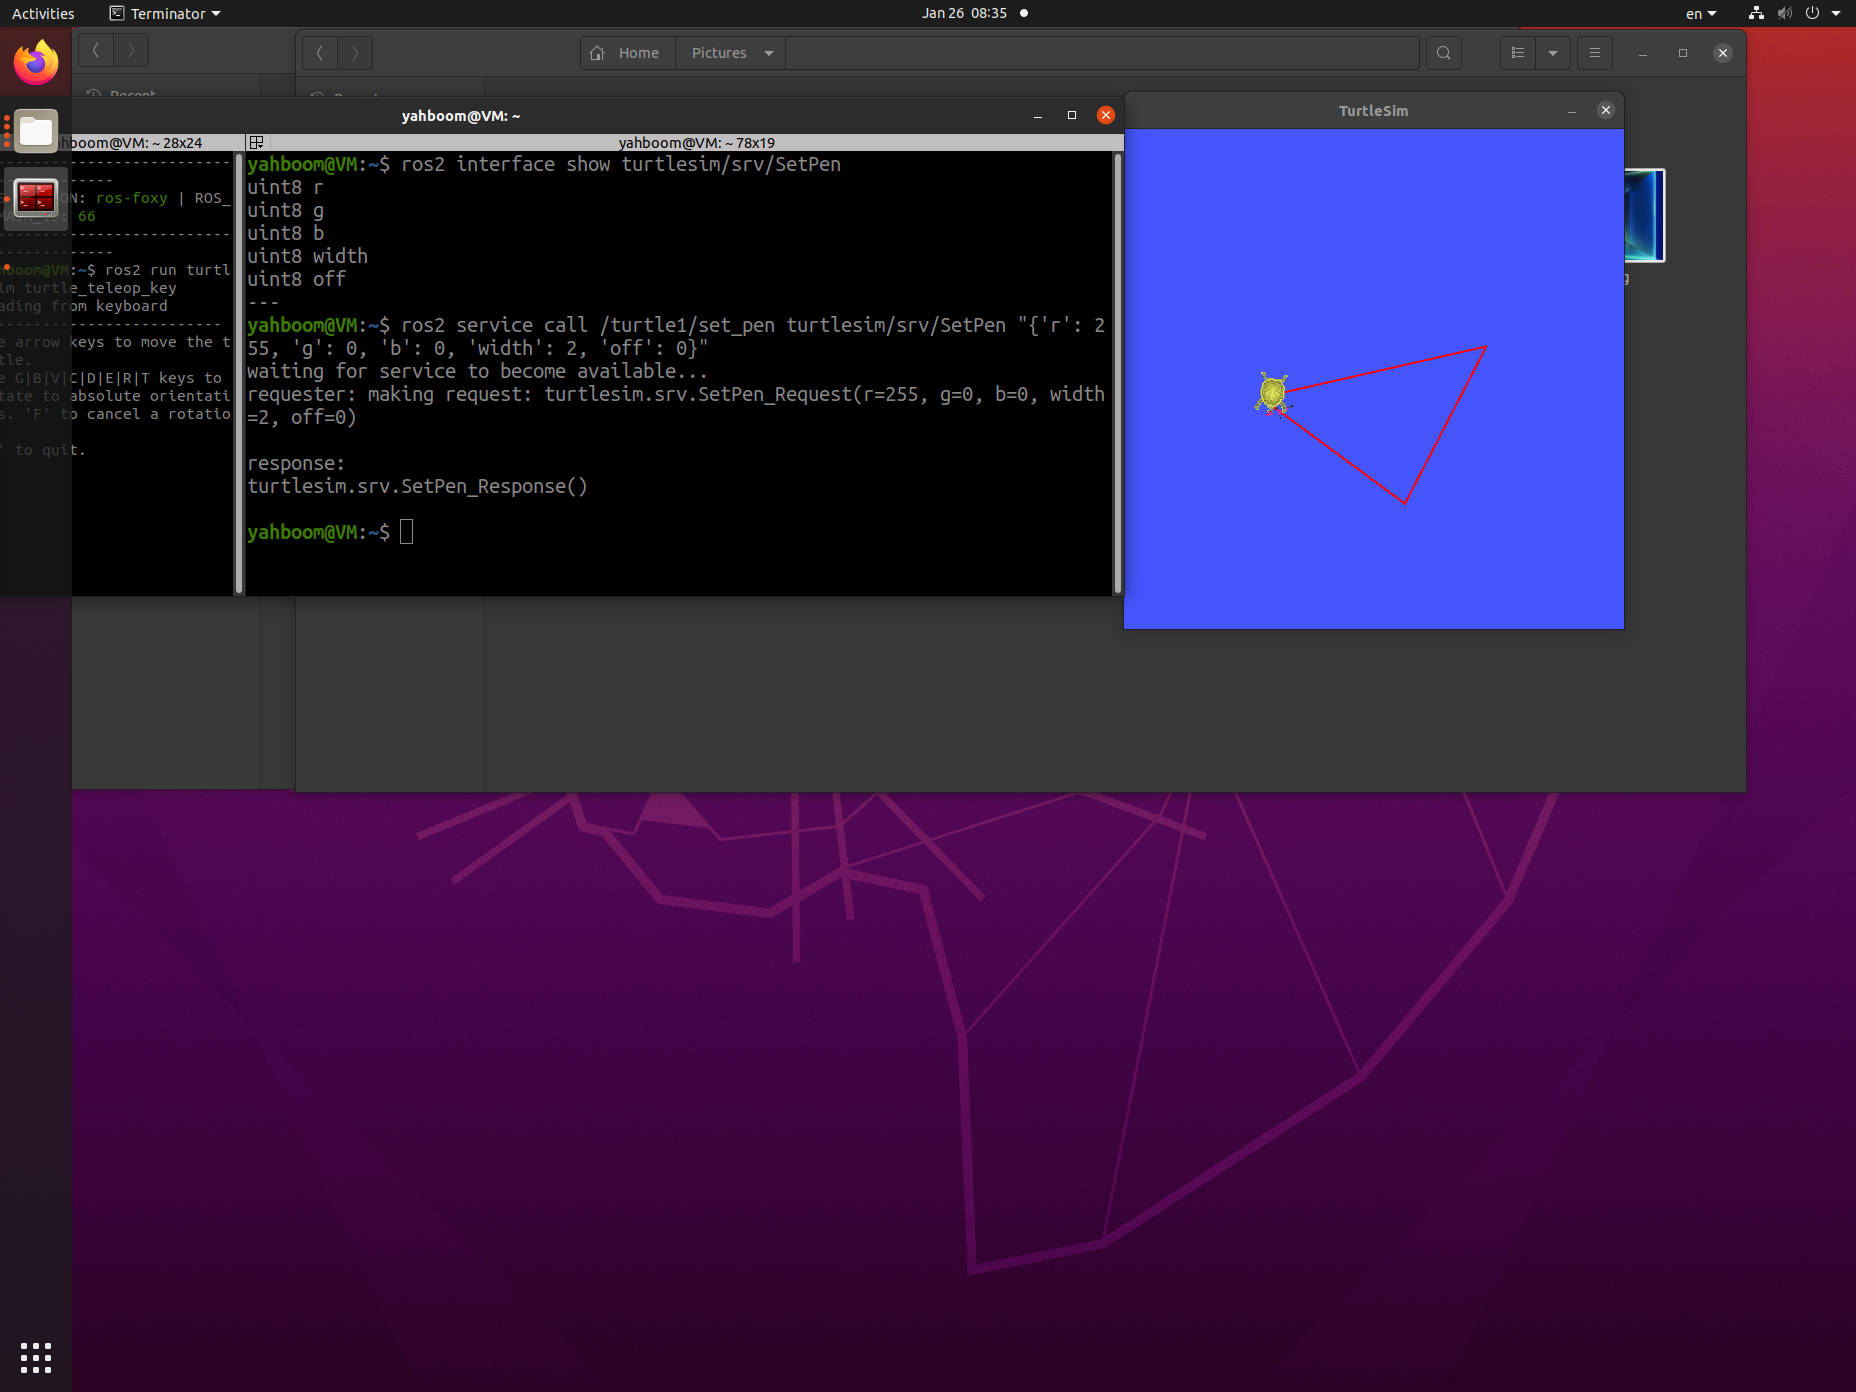 Activities Terminator Jan 26 08:35 en
Home Pictures
Recent
yahboom@VM: ~
TurtleSim
hboom@VM: ~ 28x24
ON: ros-foxy | ROS_
MAIN_ID: 66
hboom@VM:~$ ros2 run turtl
im turtle_teleop_key
ading from keyboard
---------------------------
e arrow keys to move the t
tle.
e G|B|V|C|D|E|R|T keys to
tate to absolute orientati
s. 'F' to cancel a rotatio
' to quit.
yahboom@VM: ~ 78x19
yahboom@VM:~$ ros2 interface show turtlesim/srv/SetPen
uint8 r
uint8 g
uint8 b
uint8 width
uint8 off
---
yahboom@VM:~$ ros2 service call /turtle1/set_pen turtlesim/srv/SetPen "{'r': 2
55, 'g': 0, 'b': 0, 'width': 2, 'off': 0}"
waiting for service to become available...
requester: making request: turtlesim.srv.SetPen_Request(r=255, g=0, b=0, width
=2, off=0)
response:
turtlesim.srv.SetPen_Response()
yahboom@VM:~$
g